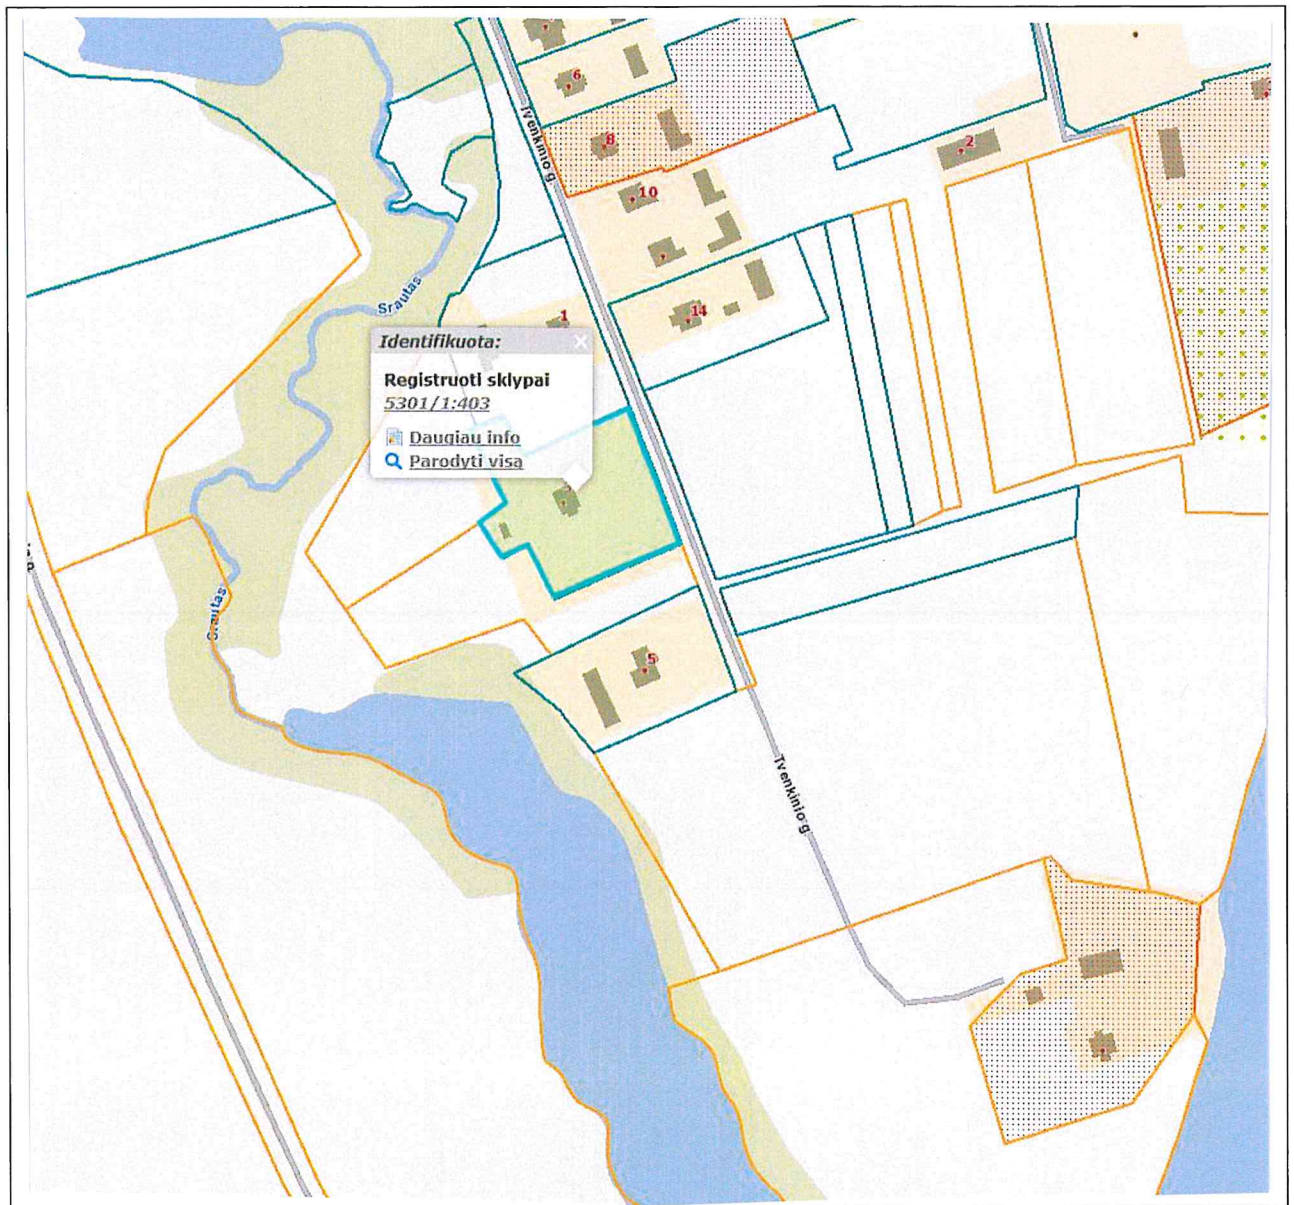 6
Tvenkinio g.
8
2
10
Srautas
1
14
Identifikuota:
Registruoti sklypai
5301/1:403
Daugiau info
Parodyti visą
Srautas
5
Tvenkinio g.